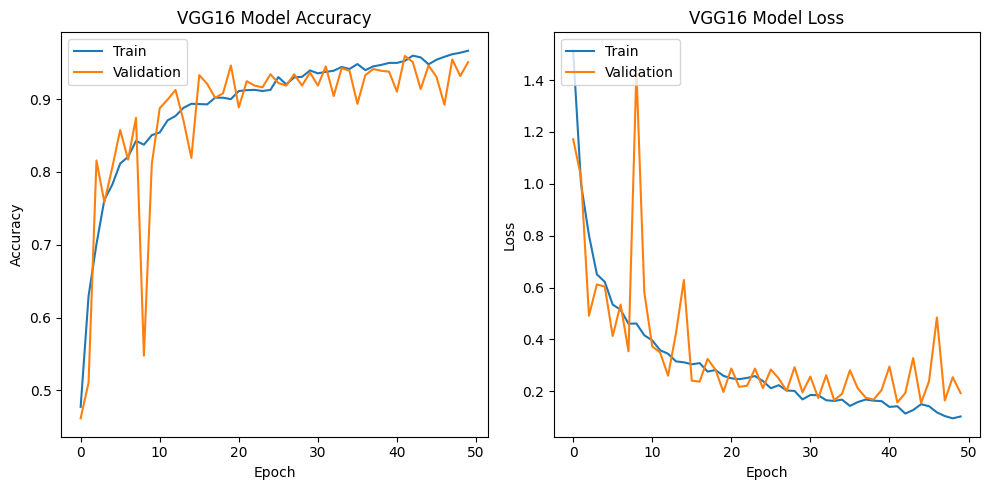 VGG16 Model Accuracy
Train
Validation
0.9
0.8
0.7
0.6
0.5
Accuracy
0 10 20 30 40 50
Epoch
VGG16 Model Loss
Train
Validation
1.4
1.2
1.0
0.8
0.6
0.4
0.2
Loss
0 10 20 30 40 50
Epoch